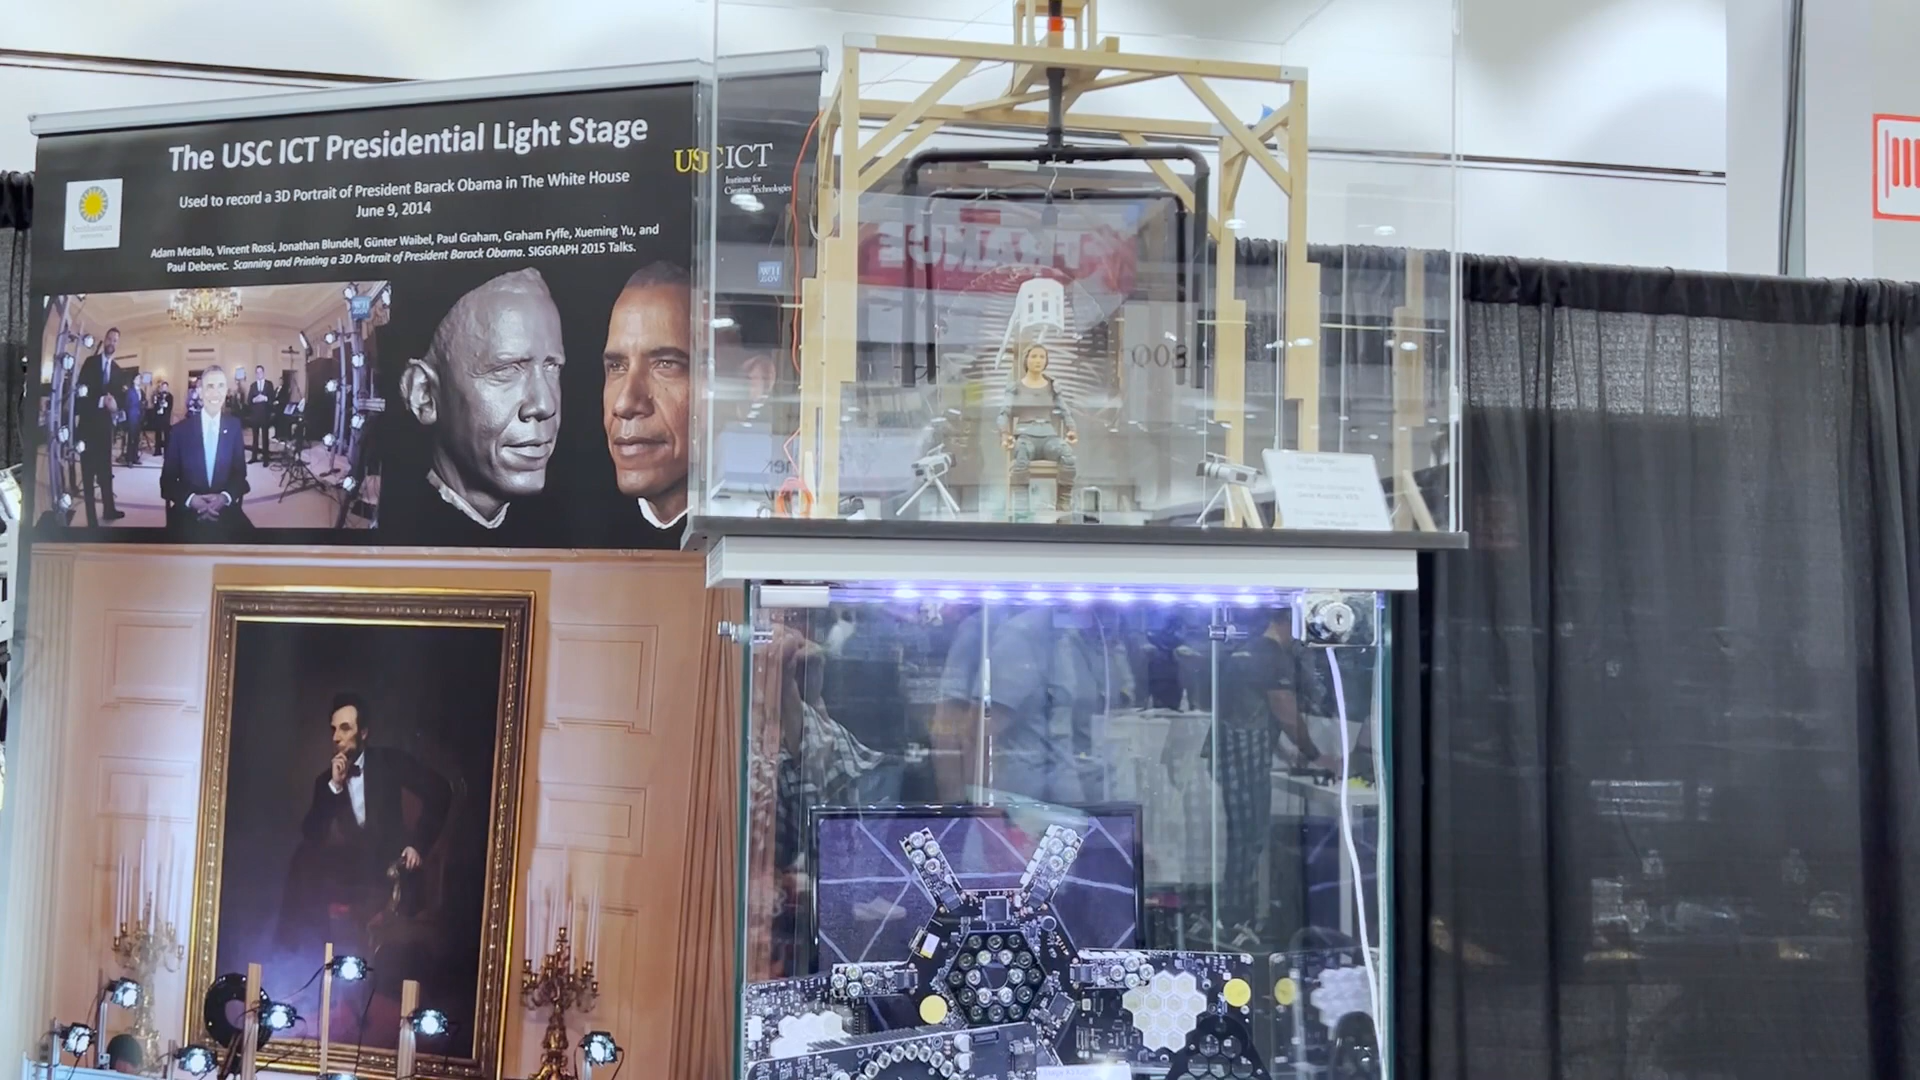 The USC ICT Presidential Light Stage
Used to record a 3D Portrait of President Barack Obama in The White House
June 9, 2014
Adam Metallo, Vincent Rossi, Jonathan Blundell, Günter Waibel, Paul Graham, Graham Fyffe, Xueming Yu, and
Paul Debevec. Scanning and Printing a 3D Portrait of President Barack Obama. SIGGRAPH 2015 Talks.
Smithsonian
USC ICT
Institute for
Creative Technologies
WH
.GOV